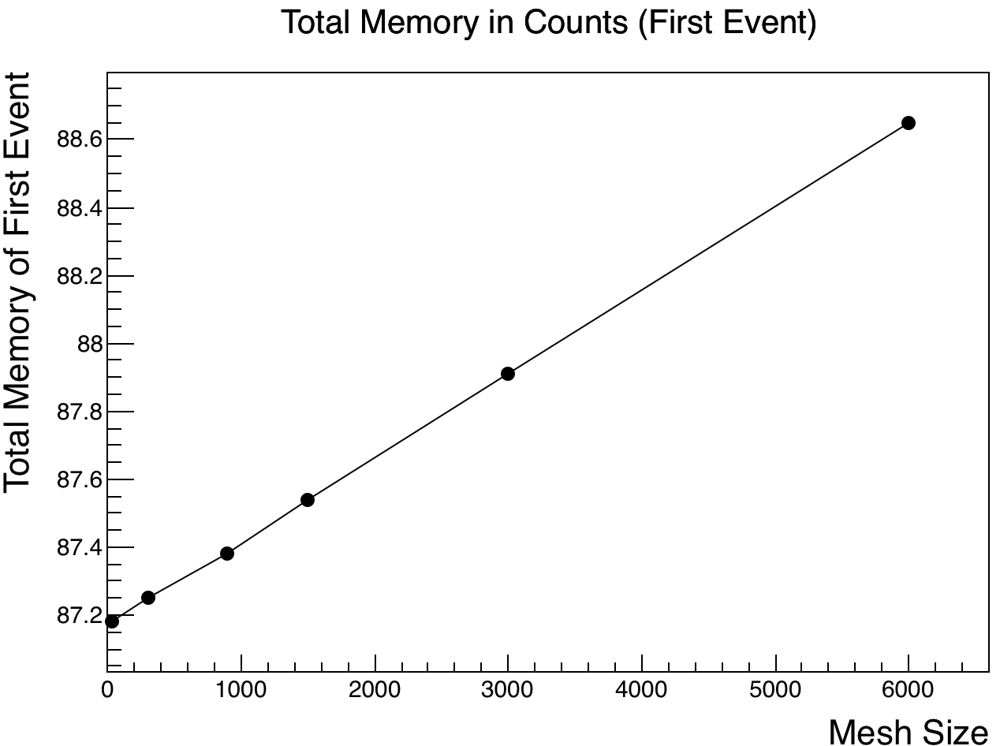 Total Memory in Counts (First Event)
Total Memory of First Event
88.6
88.4
88.2
88
87.8
87.6
87.4
87.2
0 1000 2000 3000 4000 5000 6000
Mesh Size